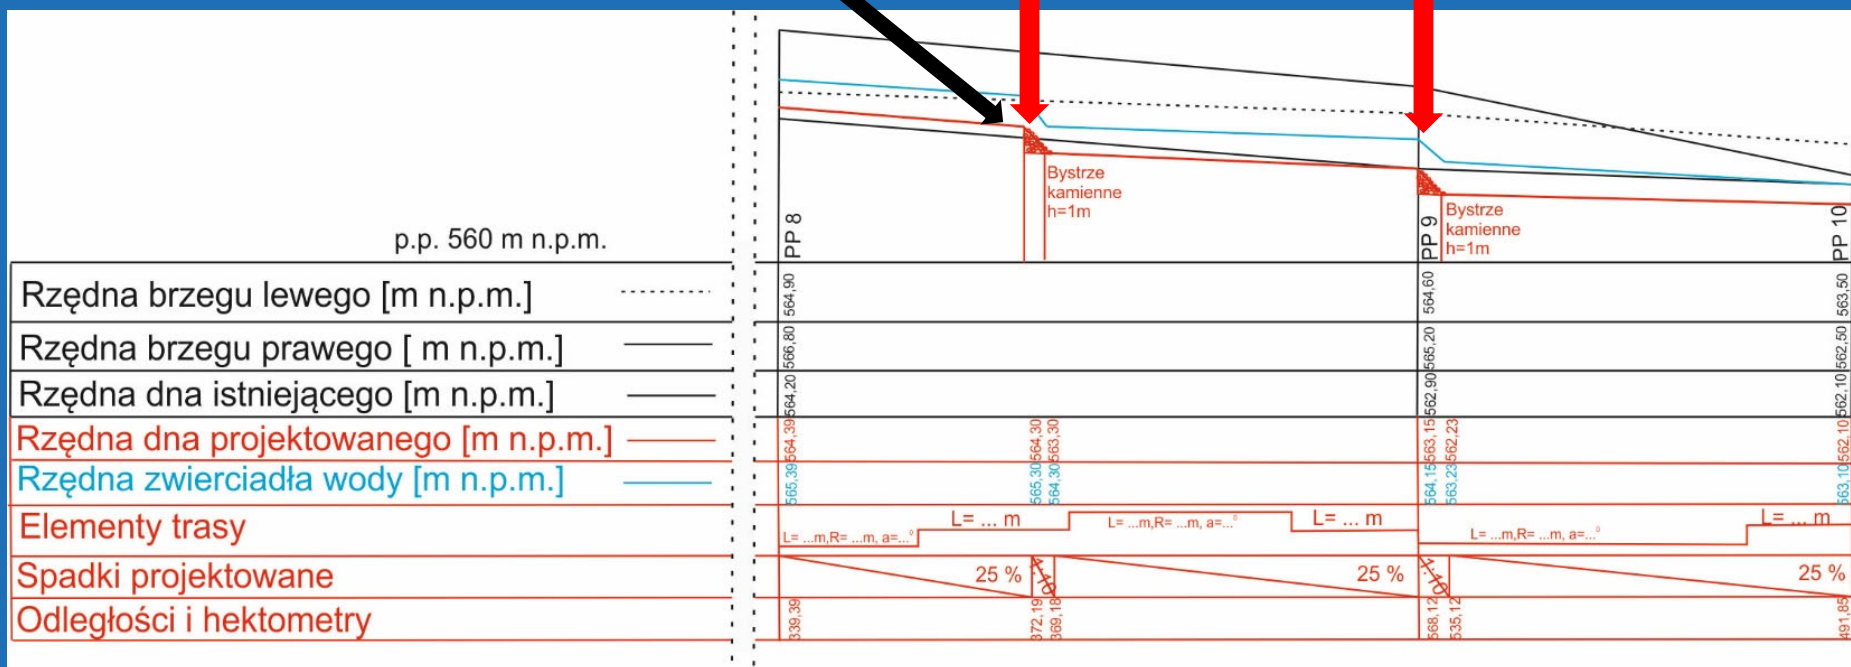 Bystrze
kamienne
h=1m
Bystrze
kamienne
h=1m
p.p. 560 m n.p.m.
PP 8
PP 9
PP 10
Rzędna brzegu lewego [m n.p.m.]
564,90
564,60
563,50
Rzędna brzegu prawego [ m n.p.m.]
566,80
565,20
562,50
Rzędna dna istniejącego [m n.p.m.]
564,20
562,90
562,10
Rzędna dna projektowanego [m n.p.m.]
564,39
564,30
563,30
563,15
562,23
562,10
Rzędna zwierciadła wody [m n.p.m.]
565,39
565,30
564,30
564,15
563,23
563,10
Elementy trasy
L= ...m,R= ...m, a=...°
L= ... m
L= ...m,R= ...m, a=...°
L= ... m
L= ...m,R= ...m, a=...°
L= ... m
Spadki projektowane
25 %
1:10
25 %
1:10
25 %
Odległości i hektometry
339,39
372,19
369,18
568,12
535,12
491,85